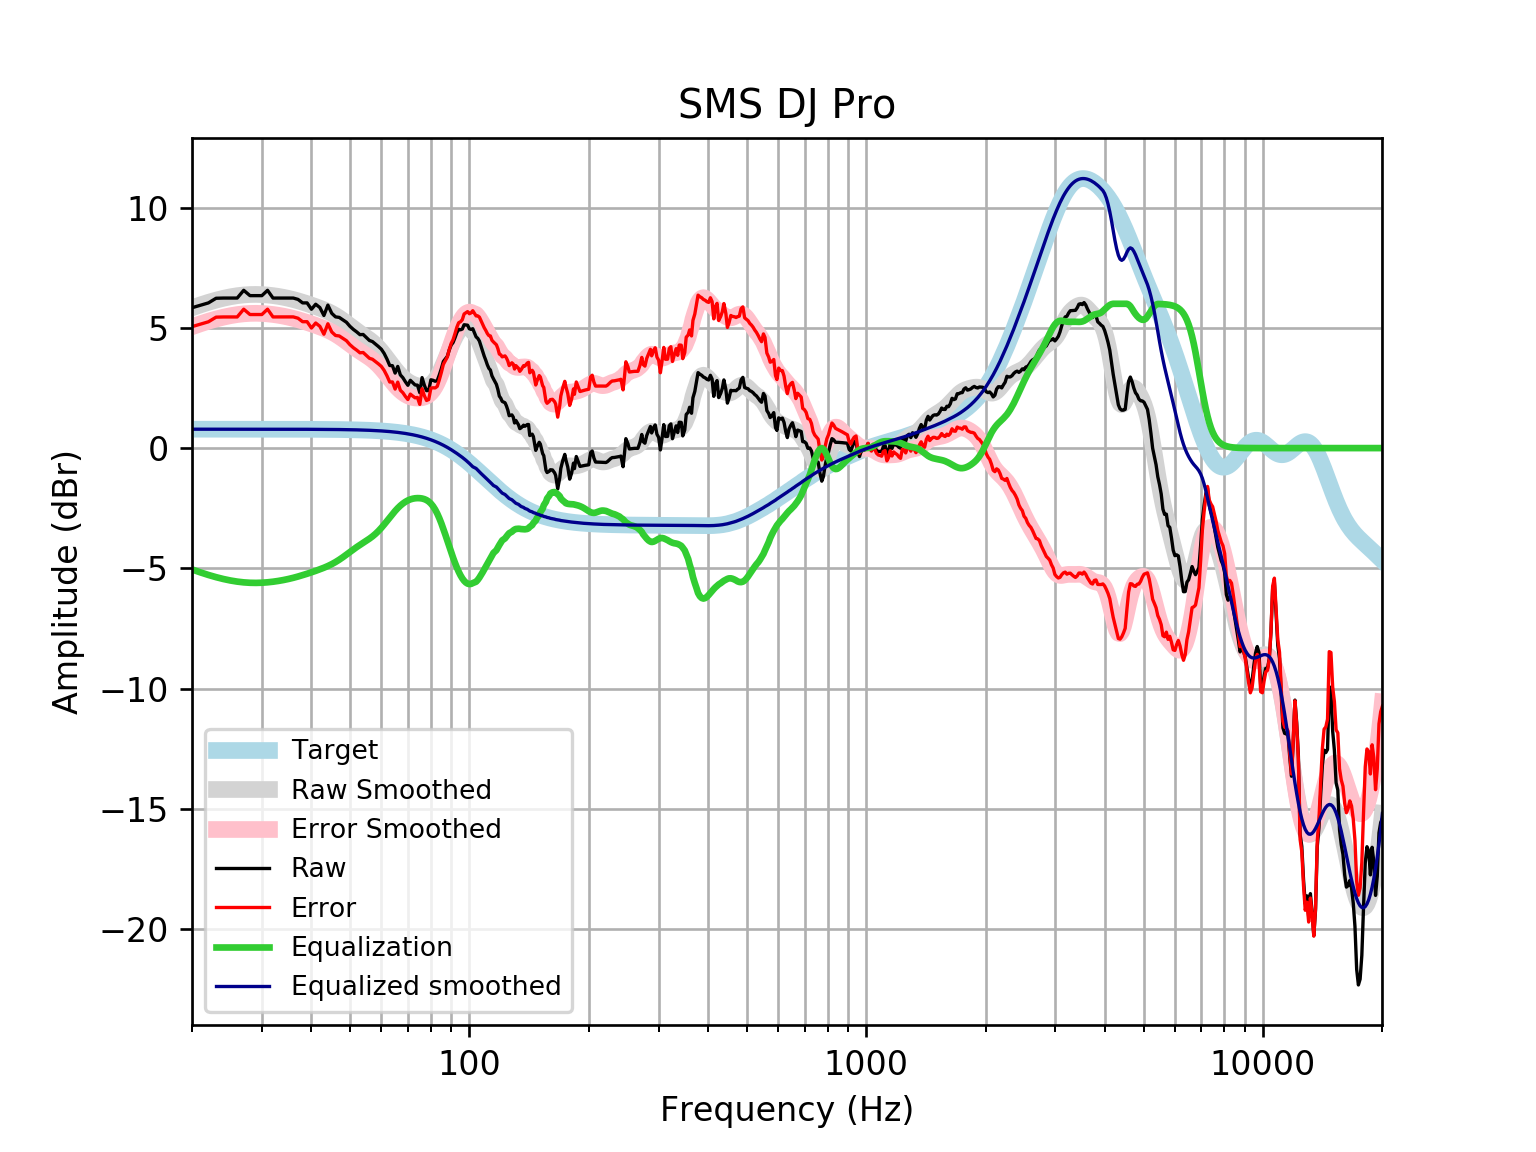 SMS DJ Pro
Amplitude (dBr)
10
5
0
−5
−10
−15
−20
Target
Raw Smoothed
Error Smoothed
Raw
Error
Equalization
Equalized smoothed
100
1000
10000
Frequency (Hz)